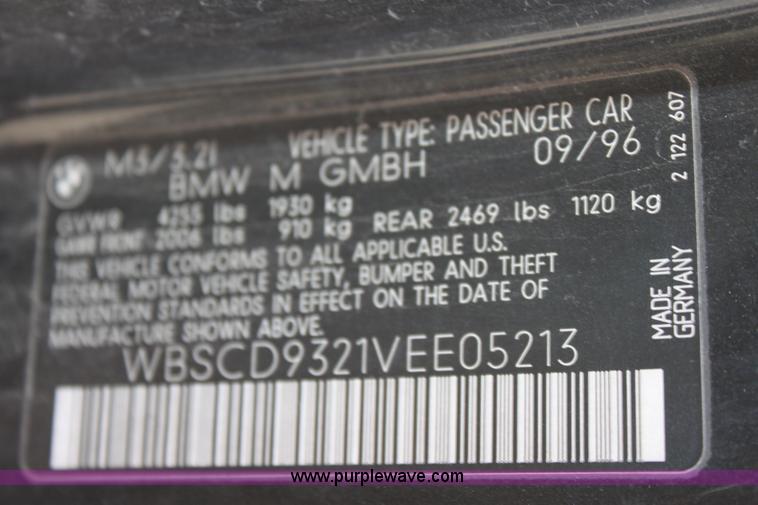 M3/3.2I VEHICLE TYPE: PASSENGER CAR
BMW M GMBH 09/96
GVWR 4255 lbs 1930 kg
GAWR FRONT 2006 lbs 910 kg REAR 2469 lbs 1120 kg
THIS VEHICLE CONFORMS TO ALL APPLICABLE U.S.
FEDERAL MOTOR VEHICLE SAFETY, BUMPER AND THEFT
PREVENTION STANDARDS IN EFFECT ON THE DATE OF
MANUFACTURE SHOWN ABOVE.
WBSCD9321VEE05213
2 122 607
MADE IN
GERMANY
www.purplewave.com